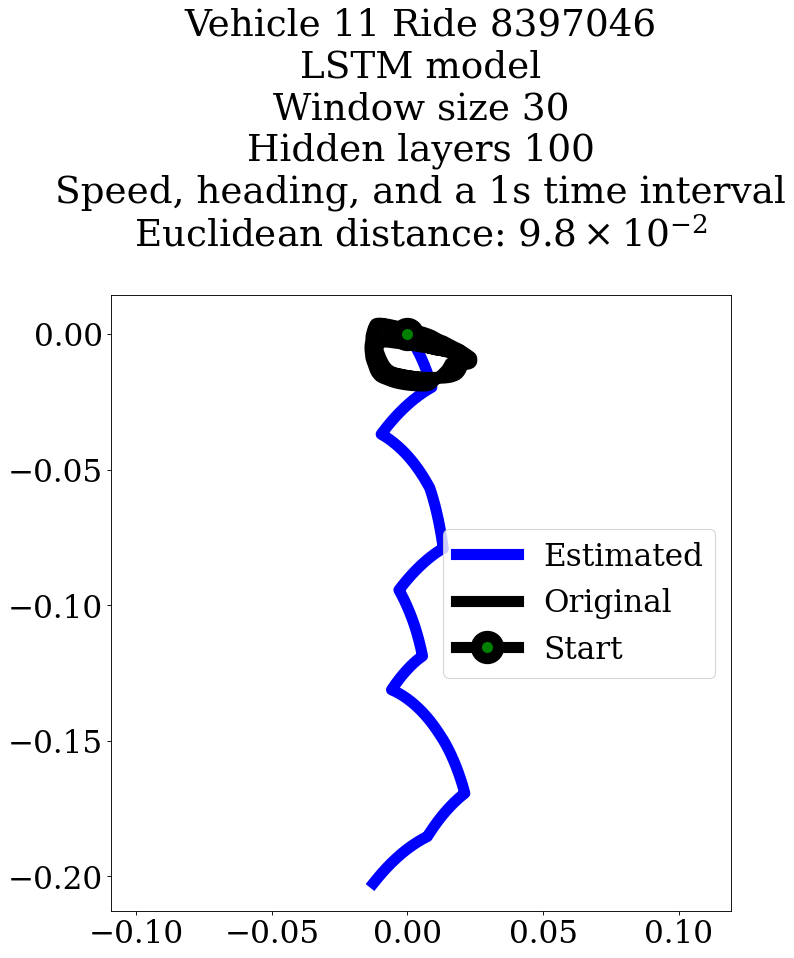 Vehicle 11 Ride 8397046
LSTM model
Window size 30
Hidden layers 100
Speed, heading, and a 1s time interval
Euclidean distance: 9.8 × 10⁻²
0.00
−0.05
−0.10
−0.15
−0.20
Estimated
Original
Start
−0.10 −0.05 0.00 0.05 0.10